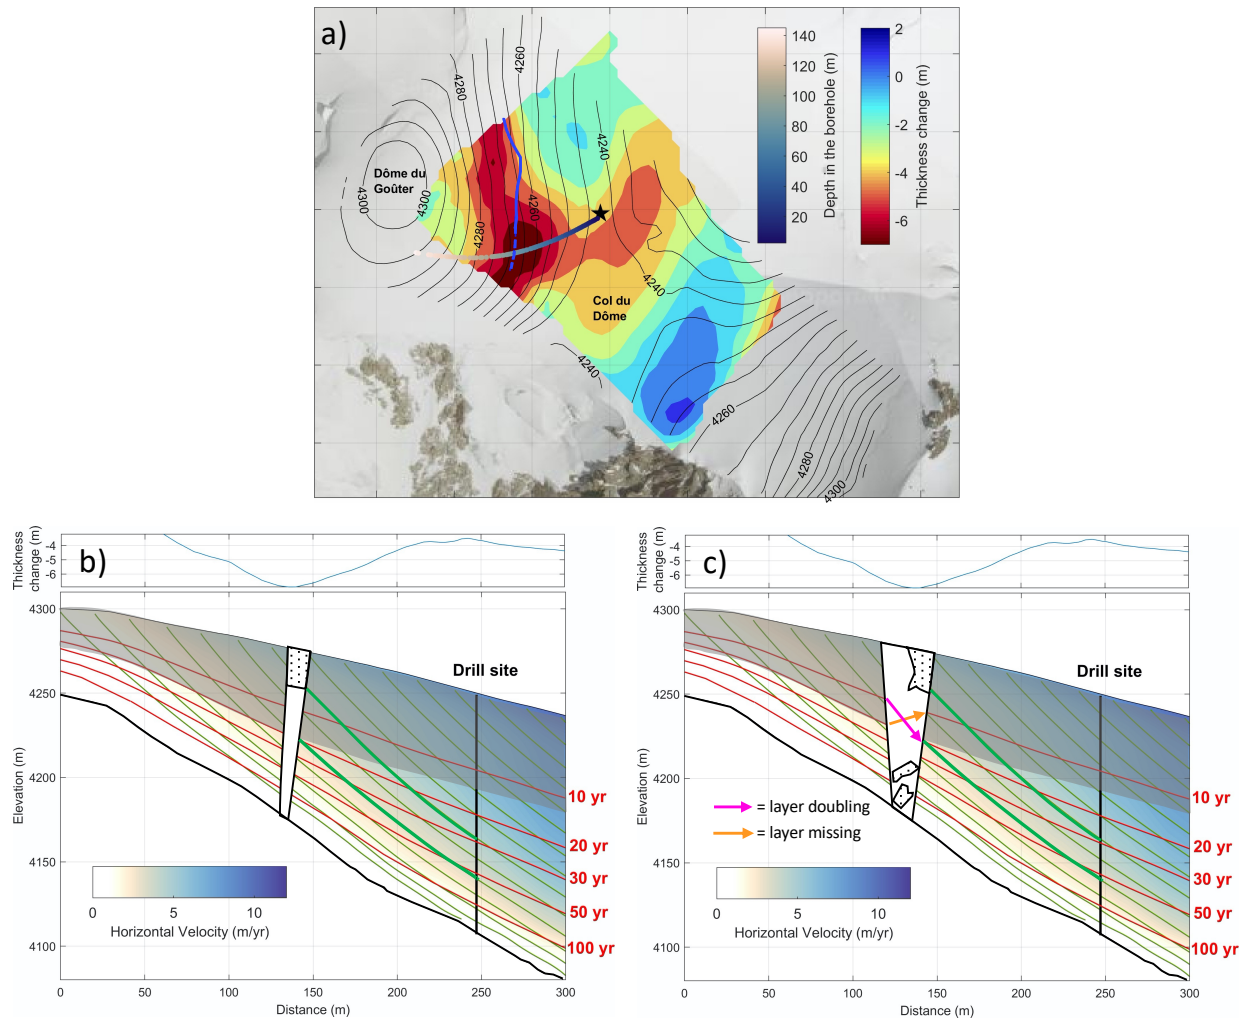 a)
Dôme du
Goûter
4300
4300
4280
4260
4280
4260
4240
4240
4240
4260
4280
4300
Col du
Dôme
140
120
100
80
60
40
20
Depth in the borehole (m)
2
0
-2
-4
-6
Thickness change (m)
b)
Thickness
change (m)
-4
-5
-6
Elevation (m)
4300
4250
4200
4150
4100
Drill site
10 yr
20 yr
30 yr
50 yr
100 yr
0 5 10
Horizontal Velocity (m/yr)
0 50 100 150 200 250 300
Distance (m)
c)
Thickness
change (m)
-4
-5
-6
Elevation (m)
4300
4250
4200
4150
4100
Drill site
= layer doubling
= layer missing
10 yr
20 yr
30 yr
50 yr
100 yr
0 5 10
Horizontal Velocity (m/yr)
0 50 100 150 200 250 300
Distance (m)